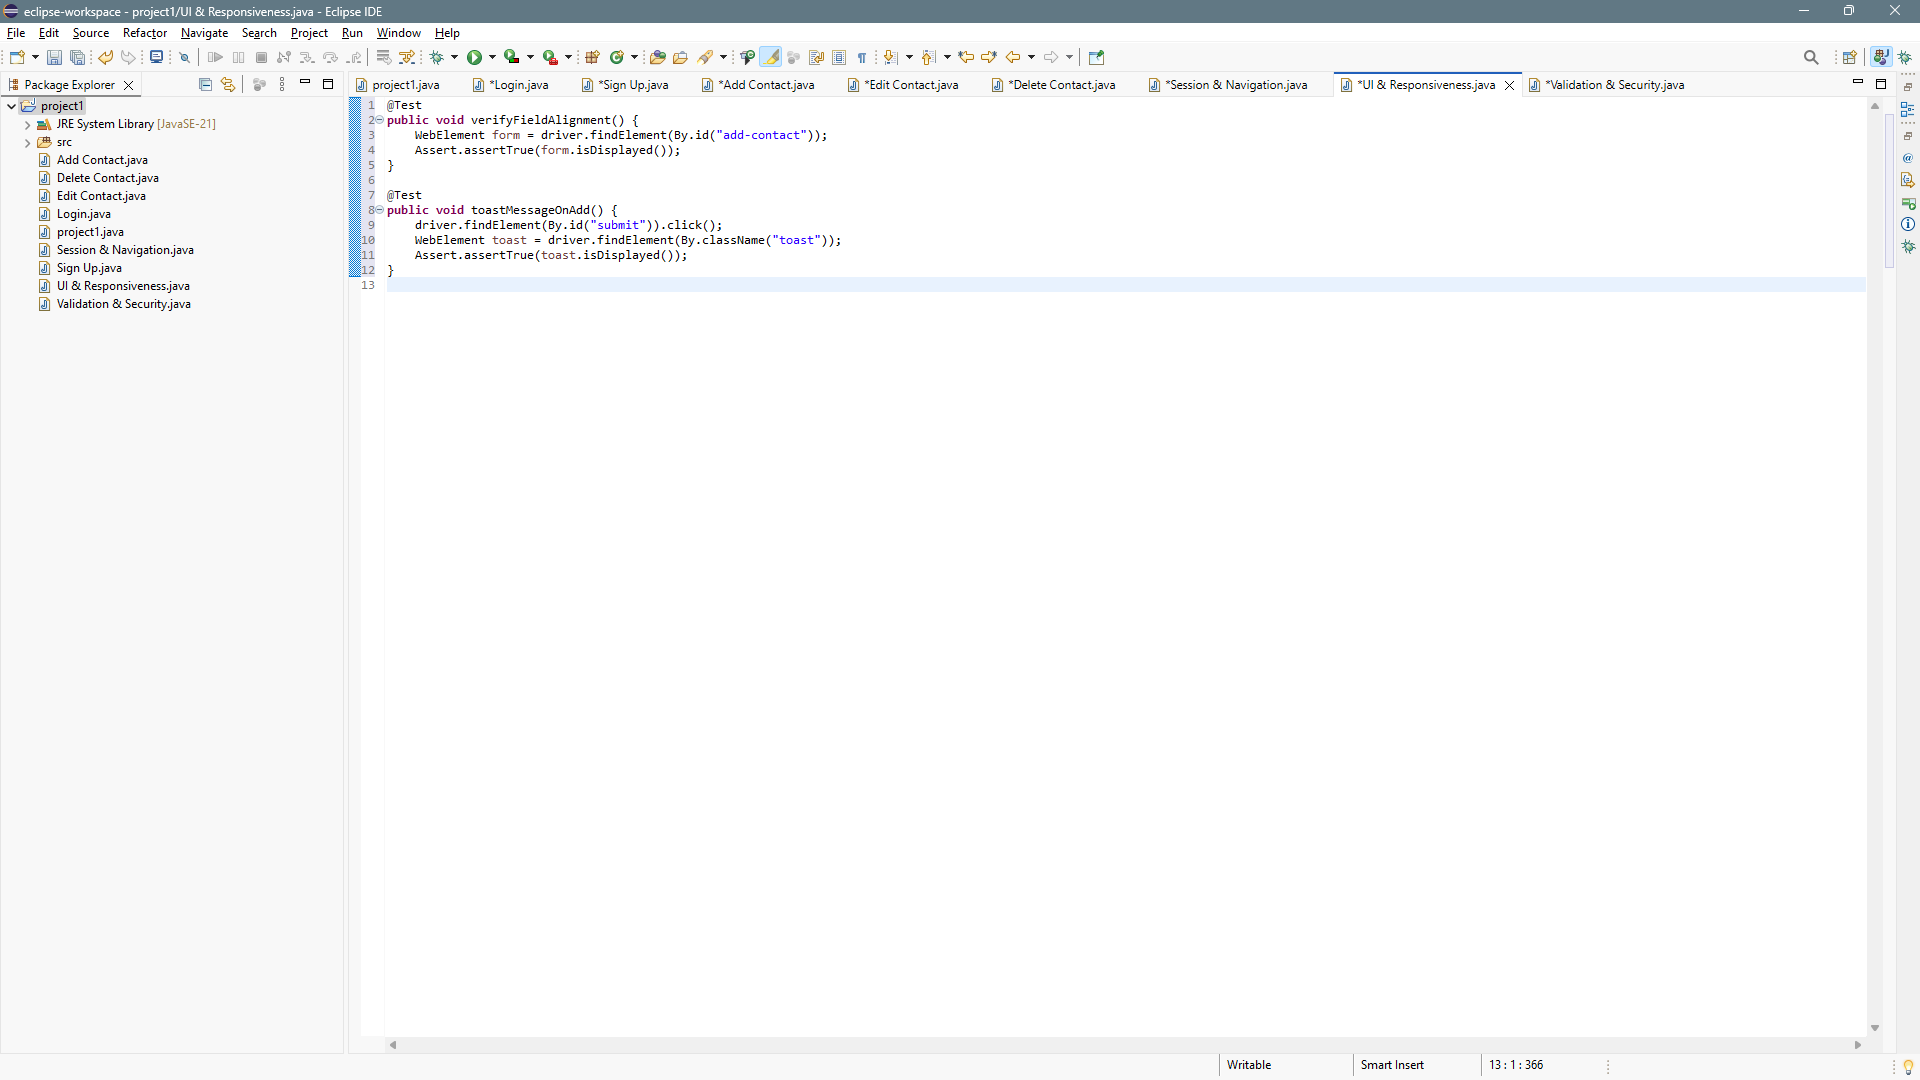 eclipse-workspace - project1/UI & Responsiveness.java - Eclipse IDE
File Edit Source Refactor Navigate Search Project Run Window Help
Package Explorer
project1.java *Login.java *Sign Up.java *Add Contact.java *Edit Contact.java *Delete Contact.java *Session & Navigation.java *UI & Responsiveness.java *Validation & Security.java
project1
JRE System Library [JavaSE-21]
src
Add Contact.java
Delete Contact.java
Edit Contact.java
Login.java
project1.java
Session & Navigation.java
Sign Up.java
UI & Responsiveness.java
Validation & Security.java
1 @Test
2 public void verifyFieldAlignment() {
3     WebElement form = driver.findElement(By.id("add-contact"));
4     Assert.assertTrue(form.isDisplayed());
5 }
6
7 @Test
8 public void toastMessageOnAdd() {
9     driver.findElement(By.id("submit")).click();
10     WebElement toast = driver.findElement(By.className("toast"));
11     Assert.assertTrue(toast.isDisplayed());
12 }
13
Writable Smart Insert 13 : 1 : 366